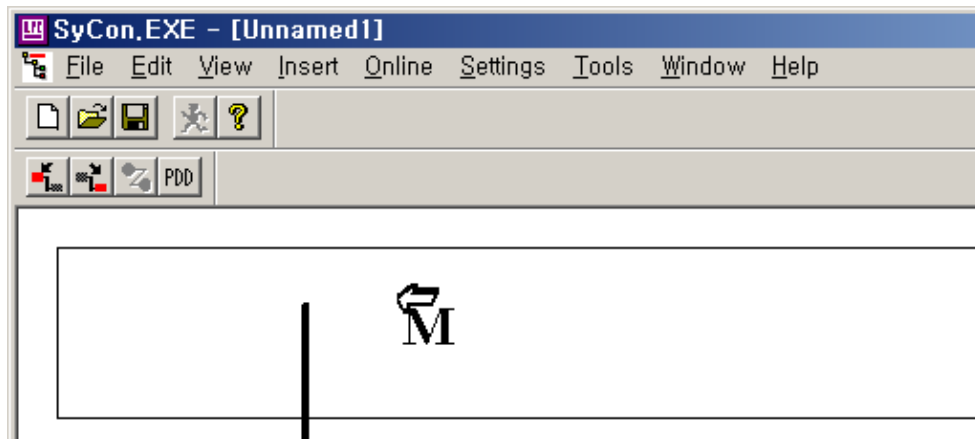 SyCon.EXE - [Unnamed1]
File Edit View Insert Online Settings Tools Window Help
PDD
M